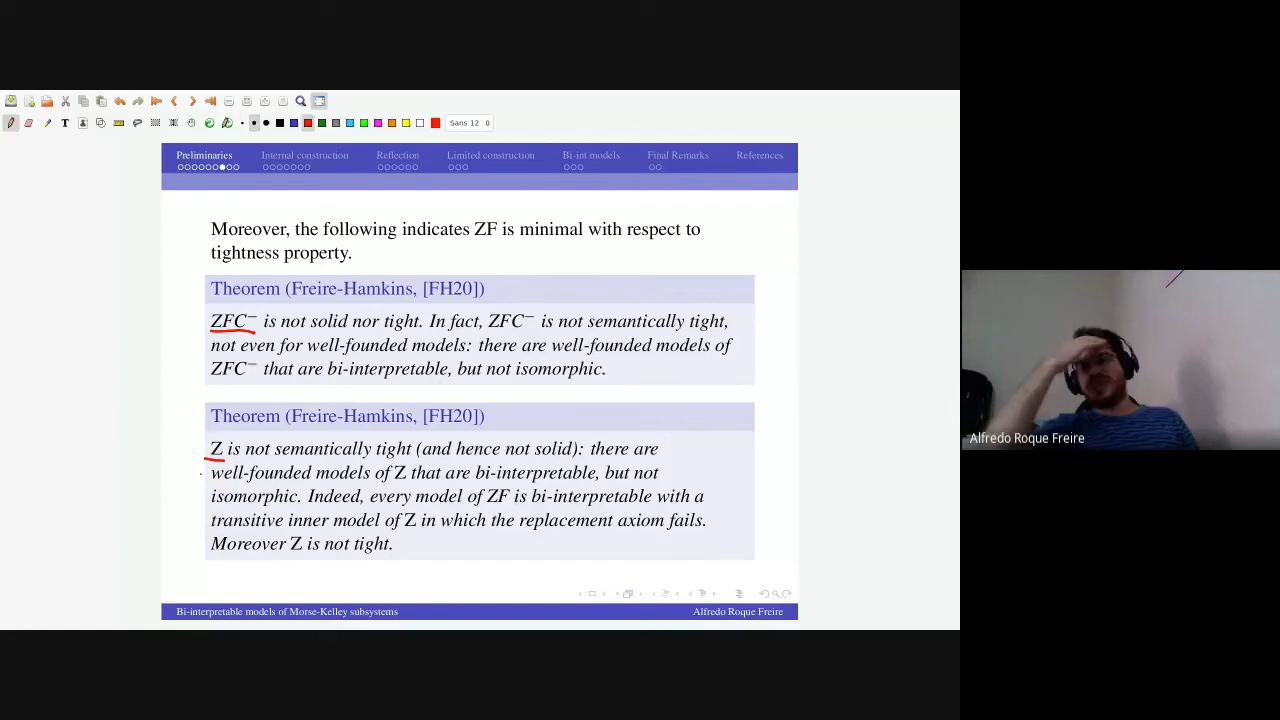 Sans 12 0
Preliminaries Internal construction Reflection Limited construction Bi-int models Final Remarks References
Moreover, the following indicates ZF is minimal with respect to
tightness property.
Theorem (Freire-Hamkins, [FH20])
ZFC⁻ is not solid nor tight. In fact, ZFC⁻ is not semantically tight,
not even for well-founded models: there are well-founded models of
ZFC⁻ that are bi-interpretable, but not isomorphic.
Theorem (Freire-Hamkins, [FH20])
Z is not semantically tight (and hence not solid): there are
well-founded models of Z that are bi-interpretable, but not
isomorphic. Indeed, every model of ZF is bi-interpretable with a
transitive inner model of Z in which the replacement axiom fails.
Moreover Z is not tight.
Bi-interpretable models of Morse-Kelley subsystems Alfredo Roque Freire
Alfredo Roque Freire